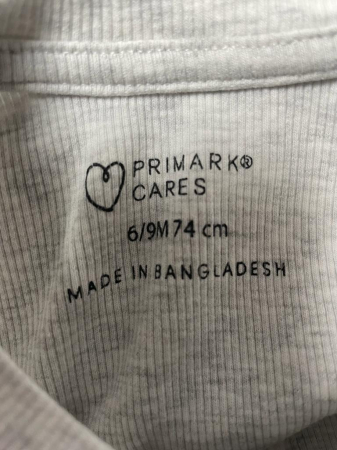 PRIMARK®
CARES
6/9M 74 cm
MADE IN BANGLADESH